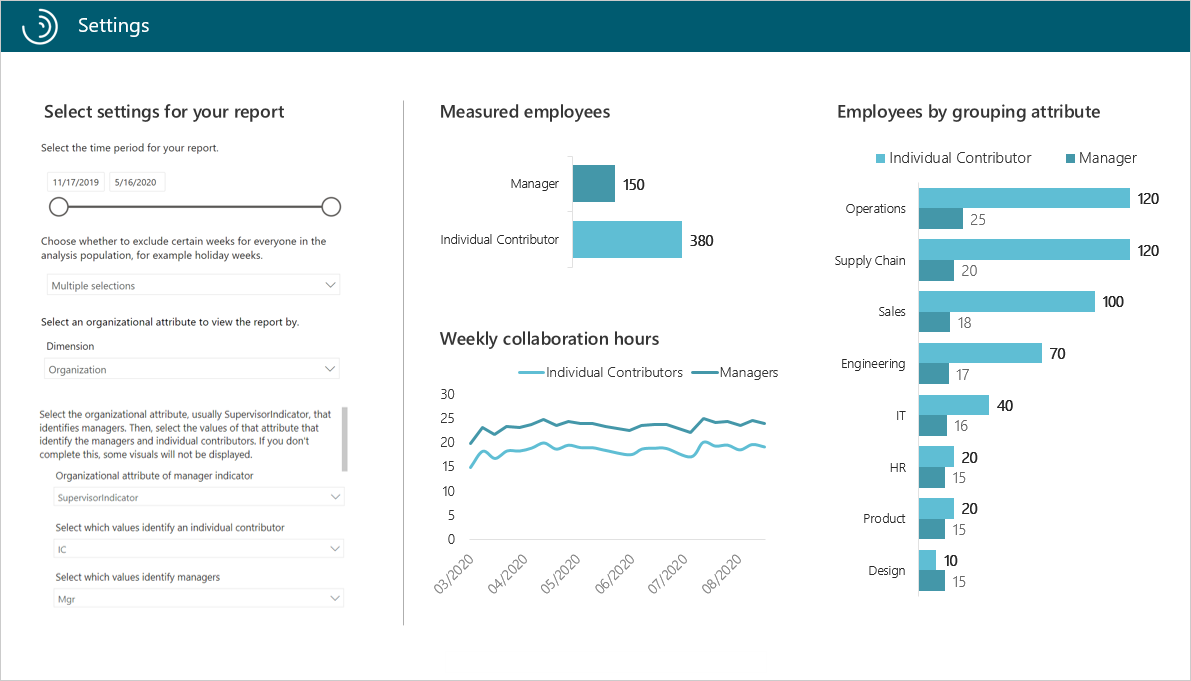 Settings
Select settings for your report
Select the time period for your report.
11/17/2019 5/16/2020
Choose whether to exclude certain weeks for everyone in the
analysis population, for example holiday weeks.
Multiple selections
Select an organizational attribute to view the report by.
Dimension
Organization
Select the organizational attribute, usually SupervisorIndicator, that
identifies managers. Then, select the values of that attribute that
identify the managers and individual contributors. If you don't
complete this, some visuals will not be displayed.
Organizational attribute of manager indicator
SupervisorIndicator
Select which values identify an individual contributor
IC
Select which values identify managers
Mgr
Measured employees
Manager 150
Individual Contributor 380
Weekly collaboration hours
Individual Contributors Managers
30
25
20
15
10
5
0
03/2020 04/2020 05/2020 06/2020 07/2020 08/2020
Employees by grouping attribute
Individual Contributor Manager
Operations 120
25
Supply Chain 120
20
Sales 100
18
Engineering 70
17
IT 40
16
HR 20
15
Product 20
15
Design 10
15